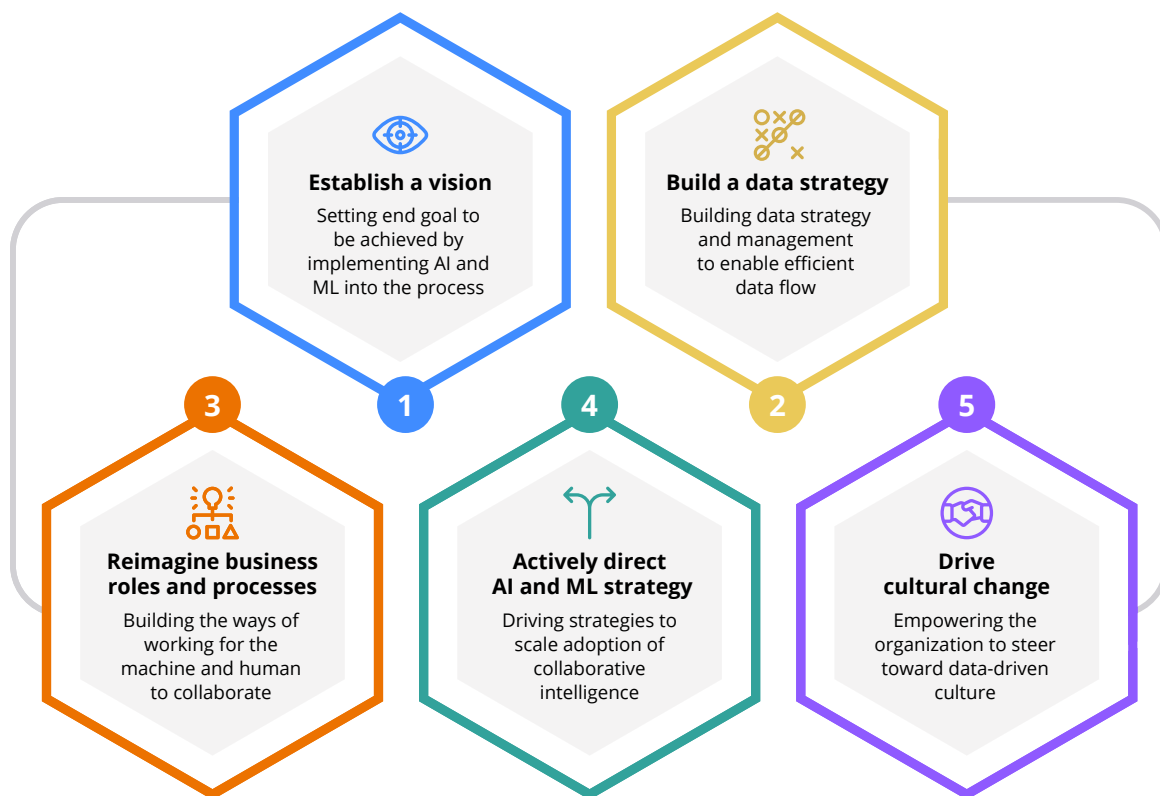 Establish a vision
Setting end goal to
be achieved by
implementing AI and
ML into the process
1
Build a data strategy
Building data strategy
and management
to enable efficient
data flow
2
3
Reimagine business
roles and processes
Building the ways of
working for the
machine and human
to collaborate
4
Actively direct
AI and ML strategy
Driving strategies to
scale adoption of
collaborative
intelligence
5
Drive
cultural change
Empowering the
organization to steer
toward data-driven
culture